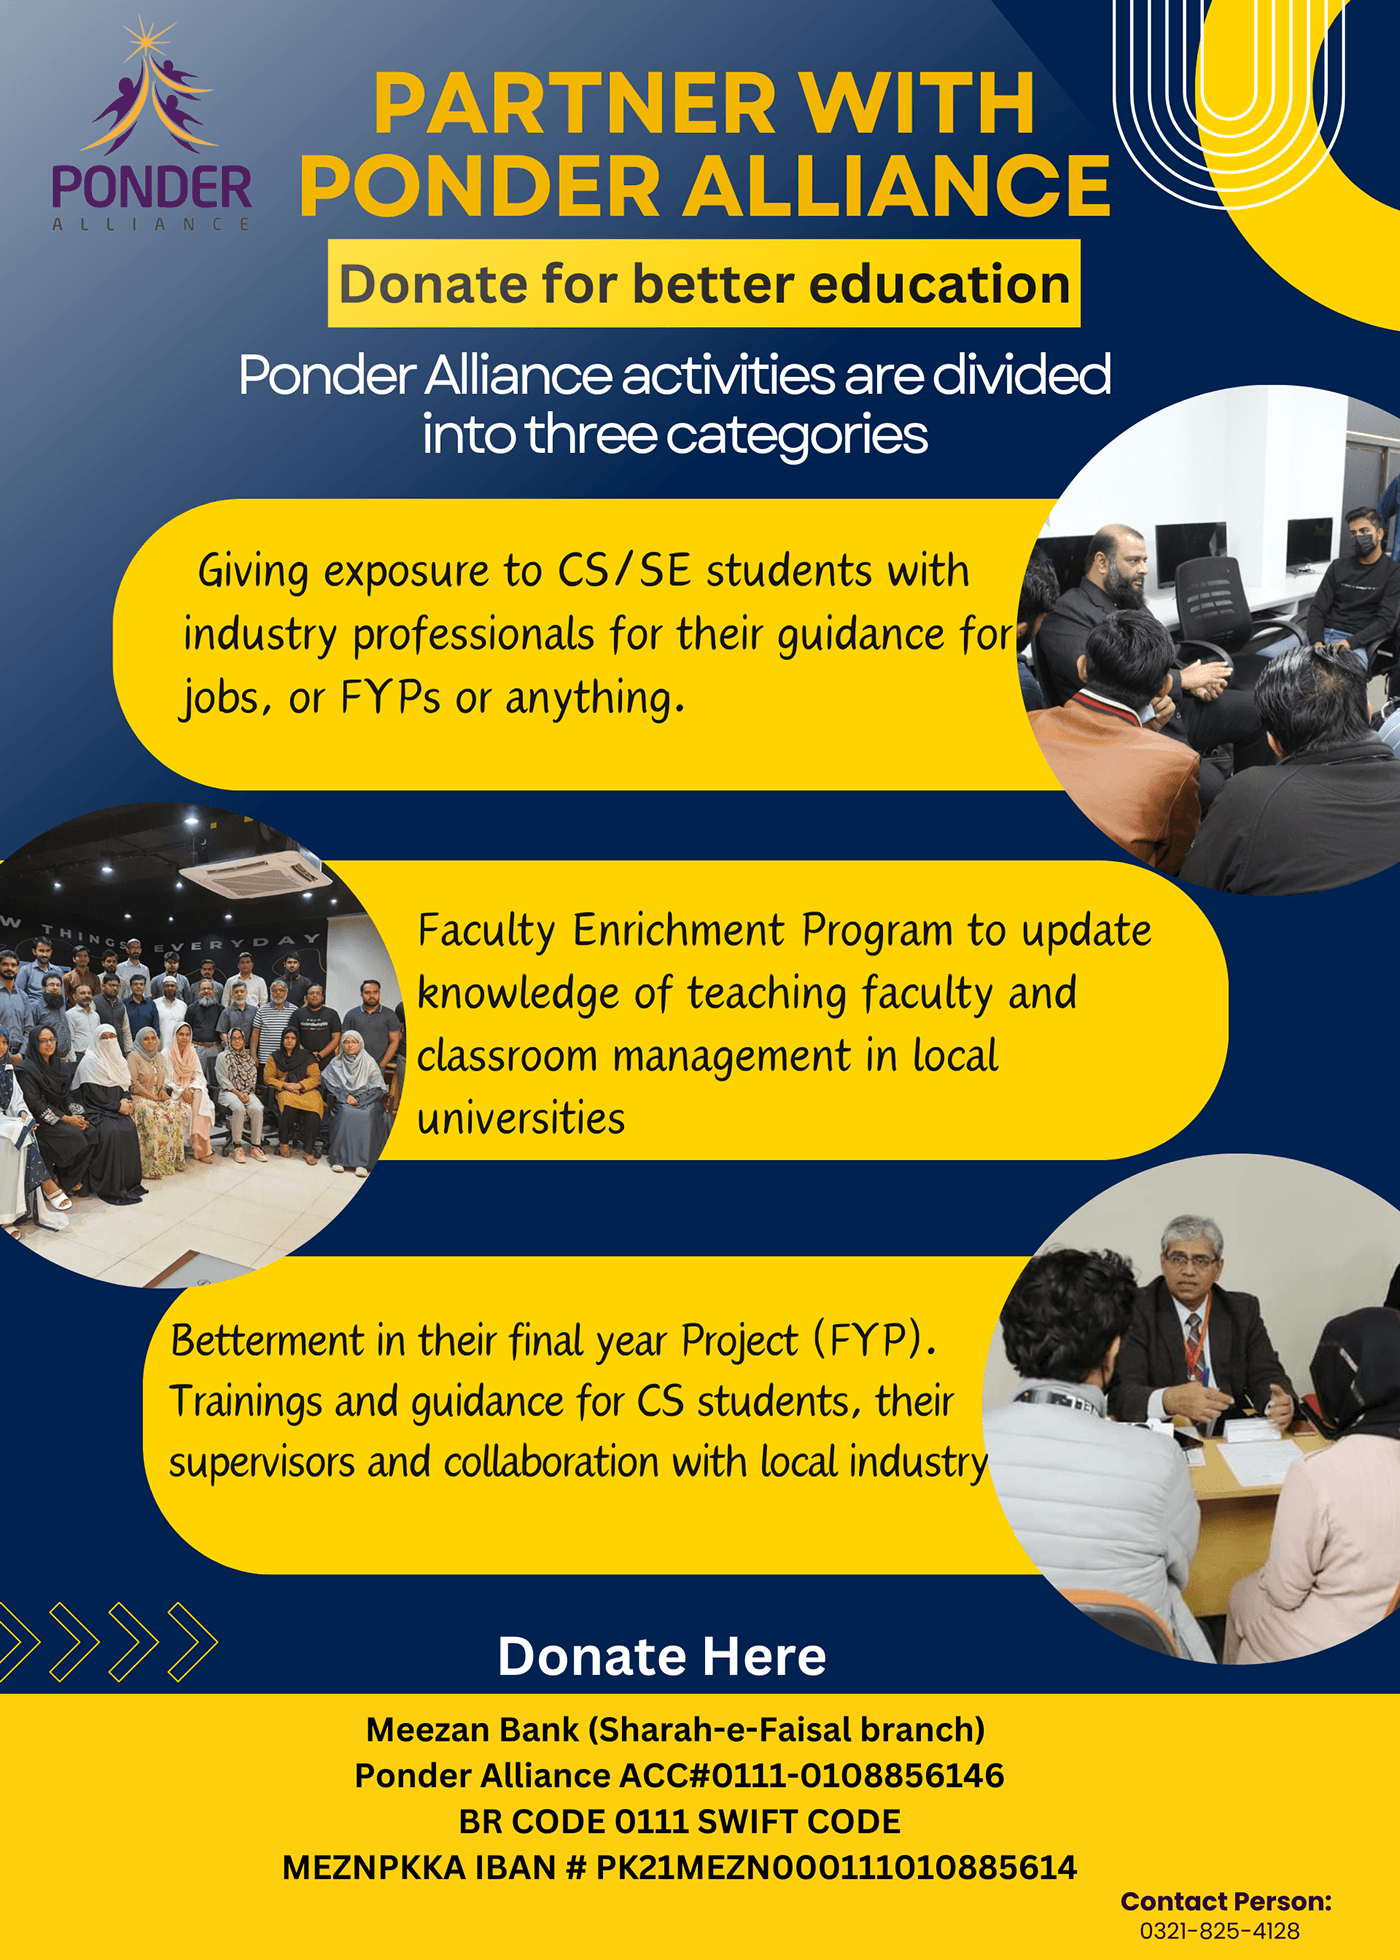 PONDER
ALLIANCE
PARTNER WITH
PONDER ALLIANCE
Donate for better education
Ponder Alliance activities are divided
into three categories
Giving exposure to CS/SE students with
industry professionals for their guidance for
jobs, or FYPs or anything.
THINGS EVERYDAY
Faculty Enrichment Program to update
knowledge of teaching faculty and
classroom management in local
universities
Betterment in their final year Project (FYP).
Trainings and guidance for CS students, their
supervisors and collaboration with local industry
Donate Here
Meezan Bank (Sharah-e-Faisal branch)
Ponder Alliance ACC#0111-0108856146
BR CODE 0111 SWIFT CODE
MEZNPKKA IBAN # PK21MEZN000111010885614
Contact Person:
0321-825-4128